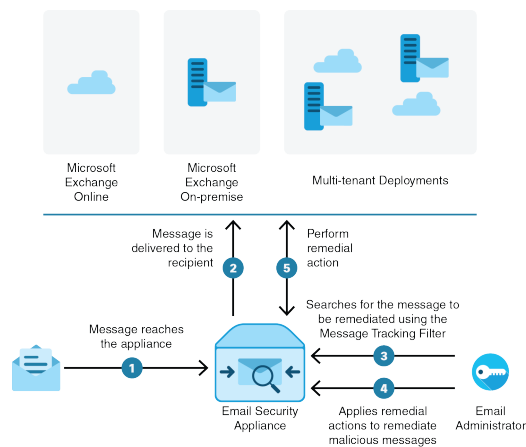 Microsoft
Exchange
Online
Microsoft
Exchange
On-premise
Multi-tenant Deployments
Message is
delivered to the
recipient
2
5
Perform
remedial
action
Message reaches
the appliance
1
Searches for the message to
be remediated using the
Message Tracking Filter
3
4
Email Security
Appliance
Applies remedial
actions to remediate
malicious messages
Email
Administrator